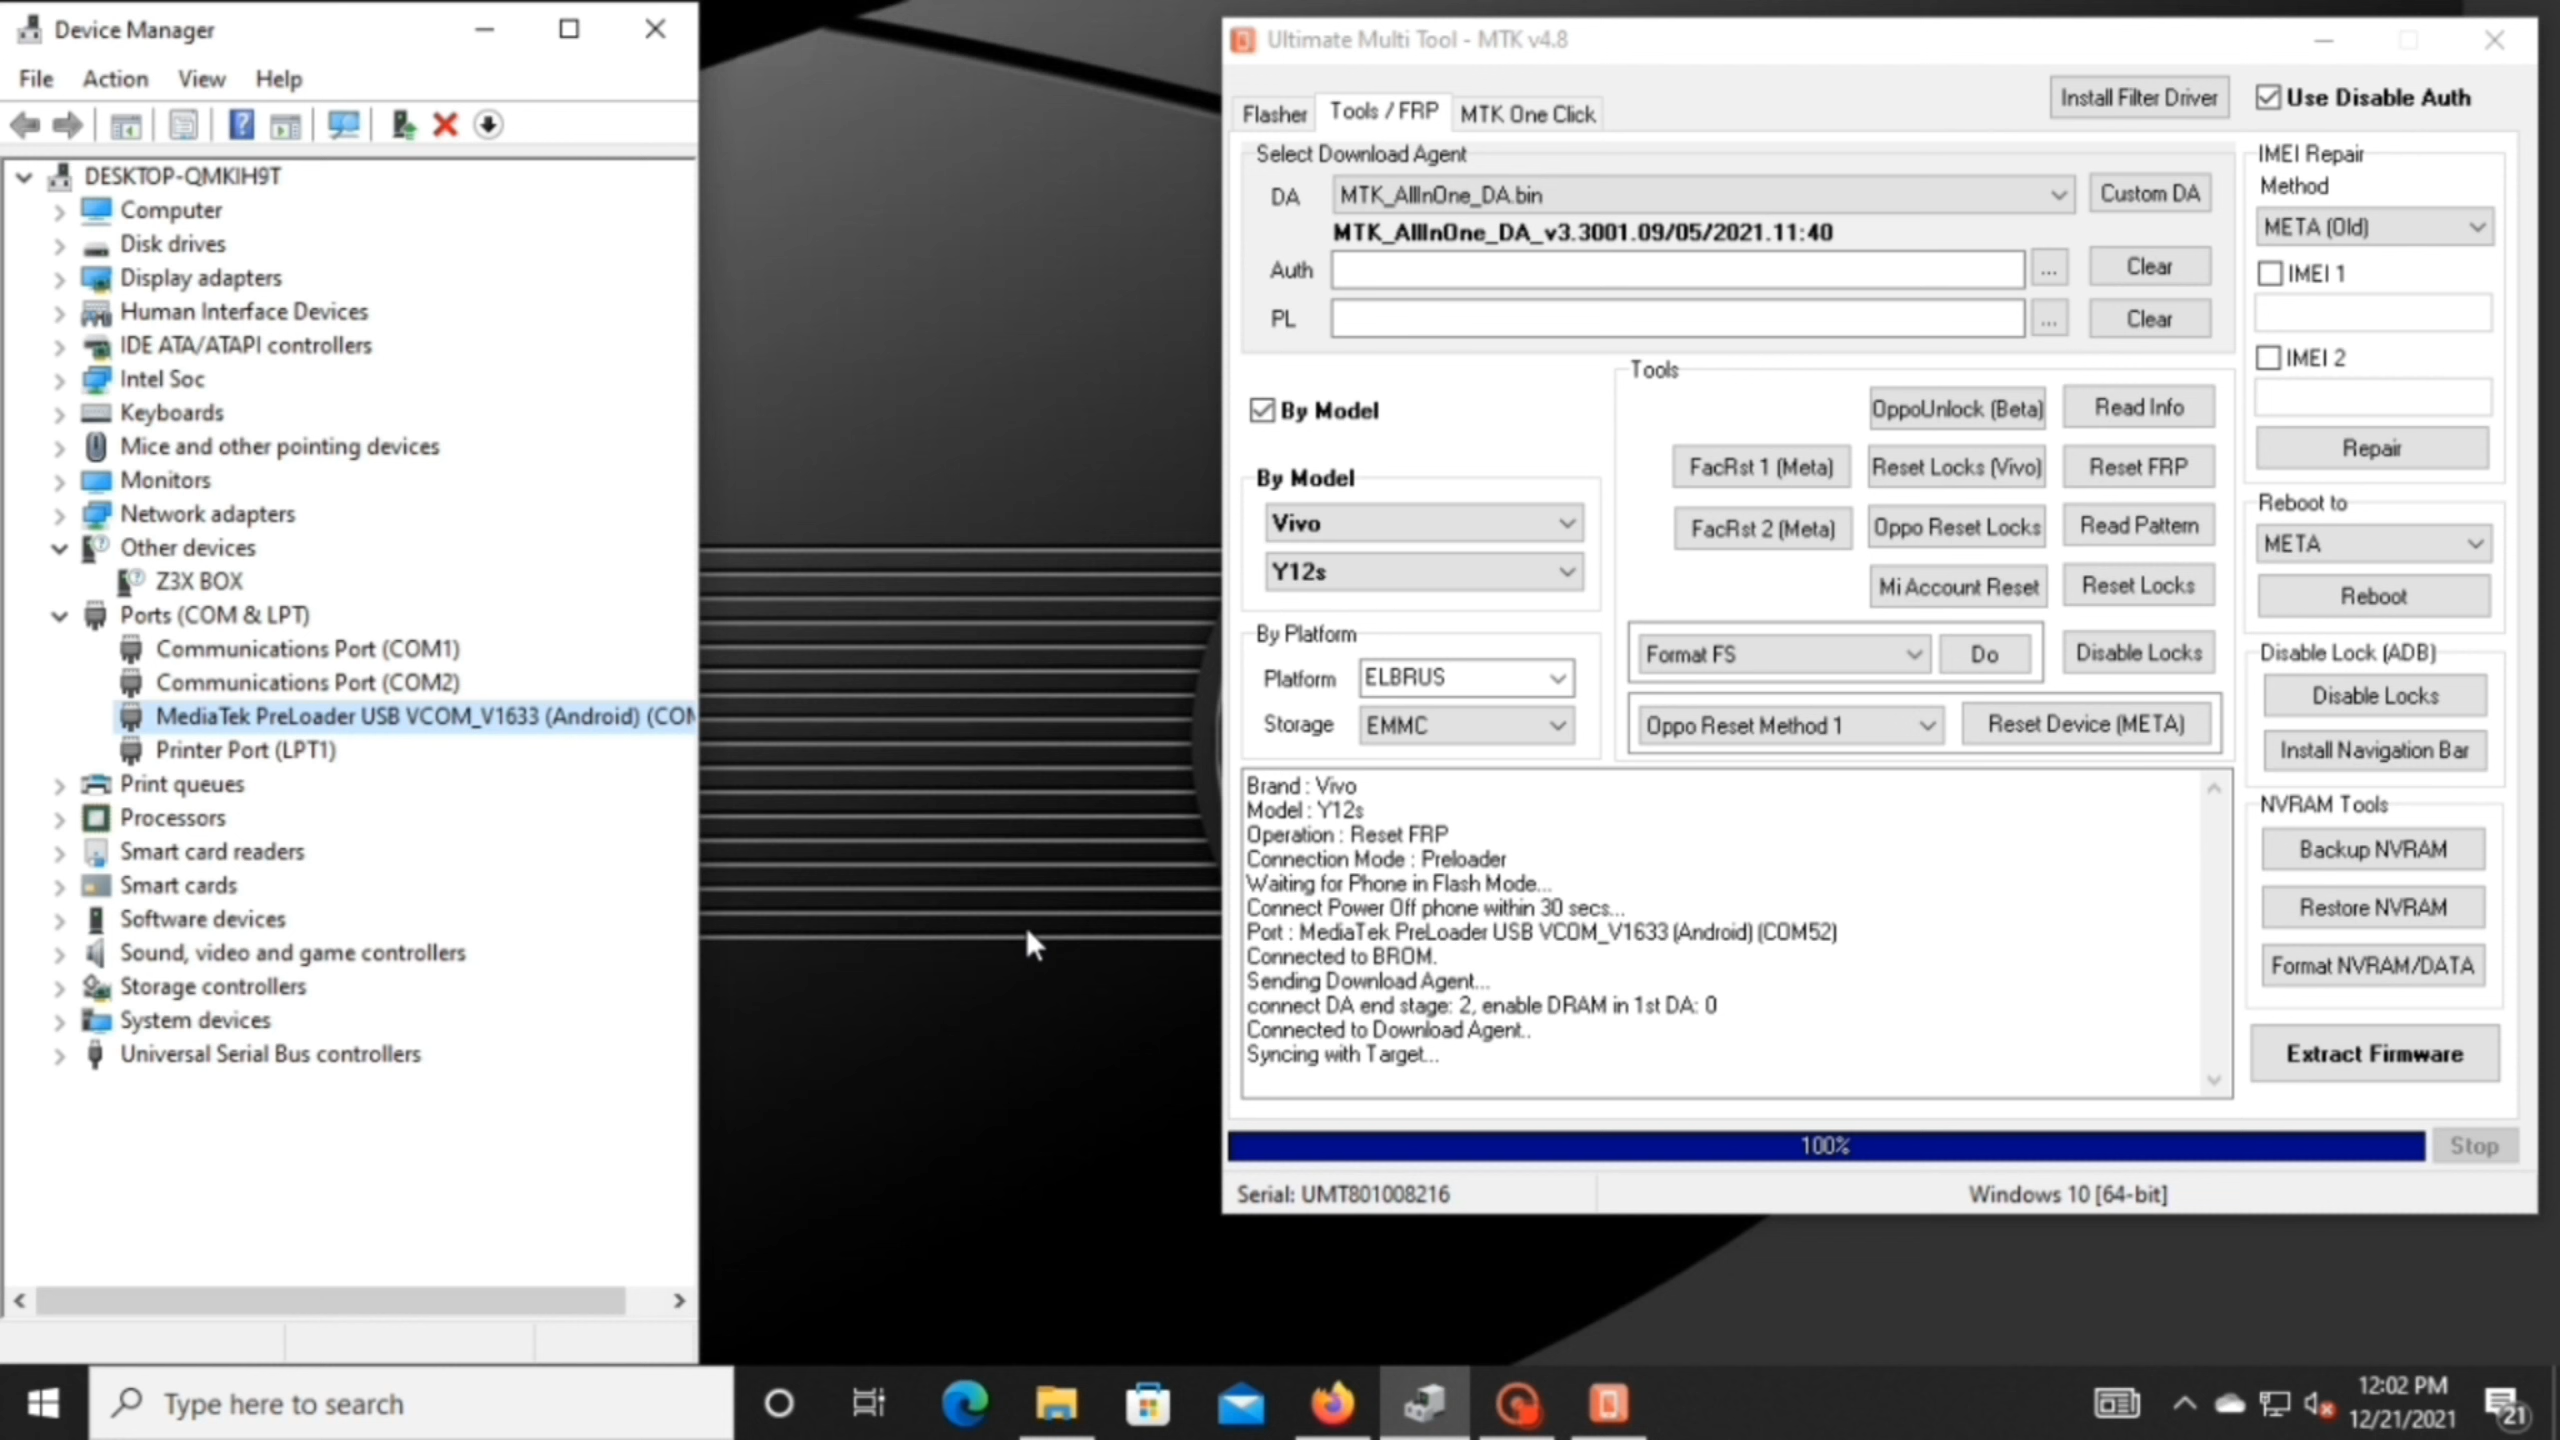 Device Manager
File Action View Help
DESKTOP-QMKIH9T
Computer
Disk drives
Display adapters
Human Interface Devices
IDE ATA/ATAPI controllers
Intel Soc
Keyboards
Mice and other pointing devices
Monitors
Network adapters
Other devices
Z3X BOX
Ports (COM & LPT)
Communications Port (COM1)
Communications Port (COM2)
MediaTek PreLoader USB VCOM_V1633 (Android) (COM
Printer Port (LPT1)
Print queues
Processors
Smart card readers
Smart cards
Software devices
Sound, video and game controllers
Storage controllers
System devices
Universal Serial Bus controllers
Ultimate Multi Tool - MTK v4.8
Install Filter Driver Use Disable Auth
Flasher Tools / FRP MTK One Click
Select Download Agent
DA MTK_AllInOne_DA.bin Custom DA
MTK_AllInOne_DA_v3.3001.09/05/2021.11:40
Auth ... Clear
PL ... Clear
By Model
By Model
Vivo
Y12s
By Platform
Platform ELBRUS
Storage EMMC
Tools
OppoUnlock (Beta) Read Info
FacRst 1 (Meta) Reset Locks (Vivo) Reset FRP
FacRst 2 (Meta) Oppo Reset Locks Read Pattern
Mi Account Reset Reset Locks
Format FS Do Disable Locks
Oppo Reset Method 1 Reset Device (META)
IMEI Repair
Method
META (Old)
IMEI 1
IMEI 2
Repair
Reboot to
META
Reboot
Disable Lock (ADB)
Disable Locks
Install Navigation Bar
NVRAM Tools
Backup NVRAM
Restore NVRAM
Format NVRAM/DATA
Extract Firmware
Brand : Vivo
Model : Y12s
Operation : Reset FRP
Connection Mode : Preloader
Waiting for Phone in Flash Mode...
Connect Power Off phone within 30 secs...
Port : MediaTek PreLoader USB VCOM_V1633 (Android) (COM52)
Connected to BROM.
Sending Download Agent...
connect DA end stage: 2, enable DRAM in 1st DA: 0
Connected to Download Agent..
Syncing with Target...
100% Stop
Serial: UMT801008216 Windows 10 [64-bit]
Type here to search
12:02 PM
12/21/2021
21